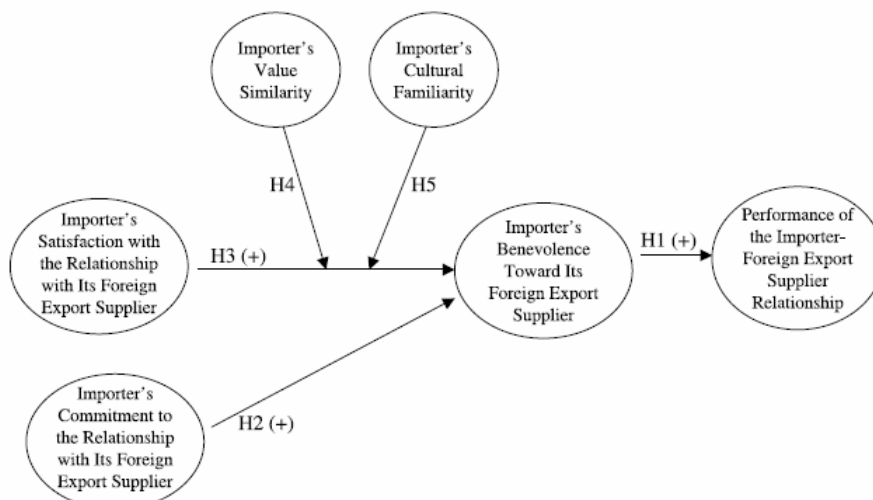 Importer's
Value
Similarity
Importer's
Cultural
Familiarity
H4
H5
Importer's
Satisfaction with
the Relationship
with Its Foreign
Export Supplier
H3 (+)
Importer's
Benevolence
Toward Its
Foreign Export
Supplier
H1 (+)
Performance of
the Importer-
Foreign Export
Supplier
Relationship
Importer's
Commitment to
the Relationship
with Its Foreign
Export Supplier
H2 (+)